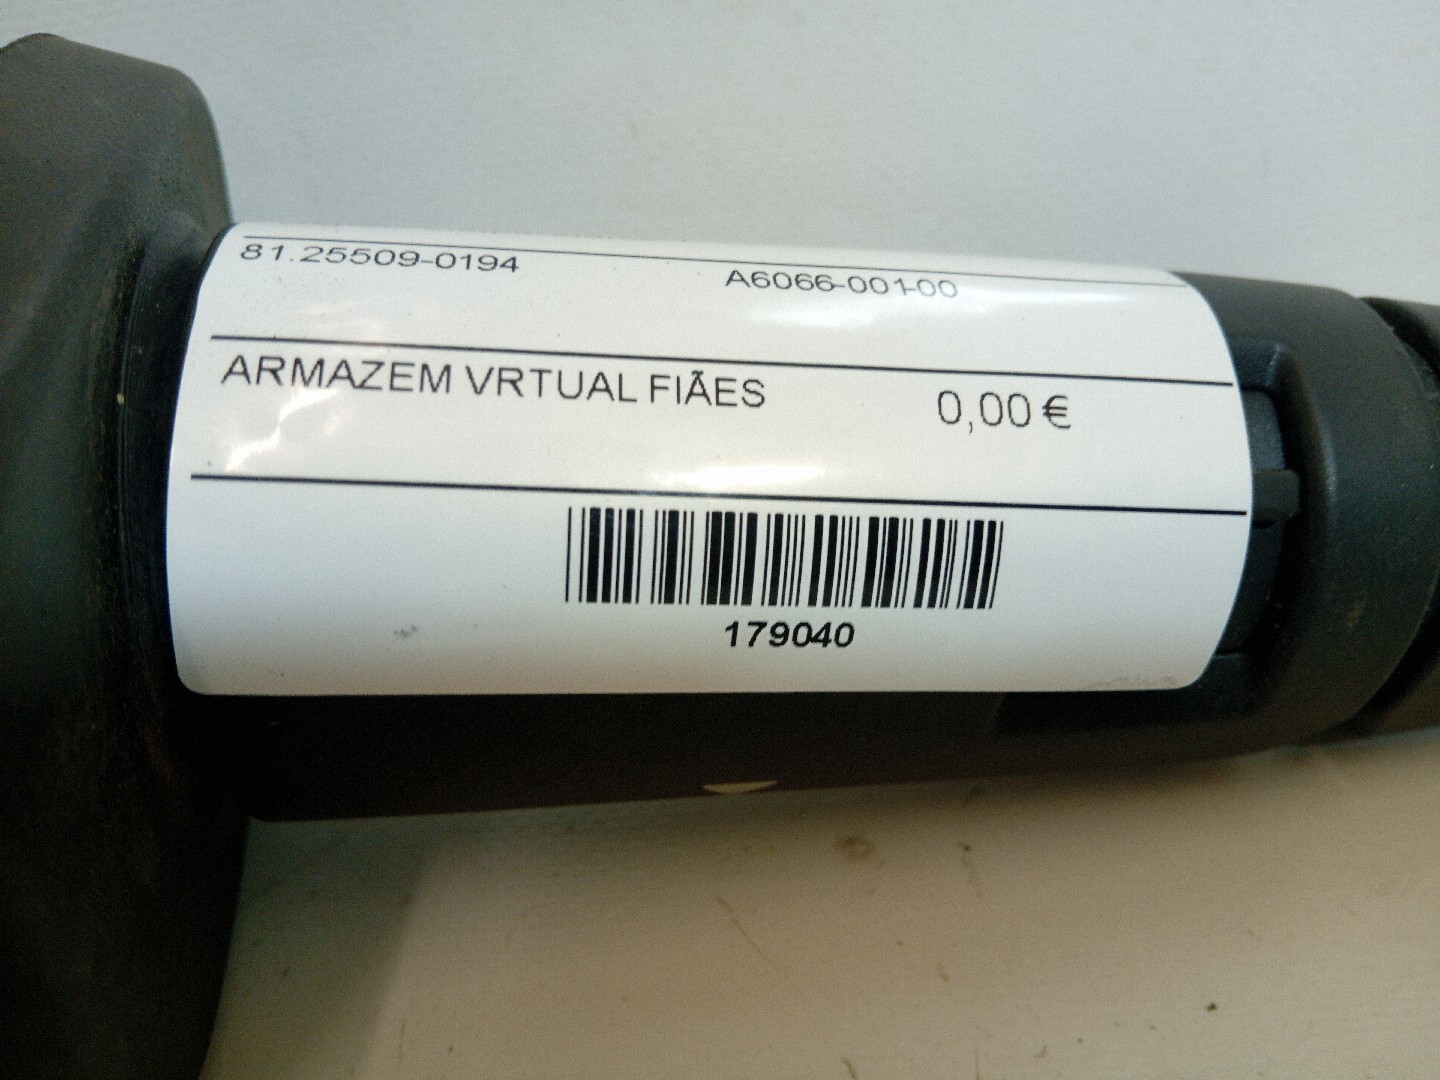 81.25509-0194 A6066-001-00
ARMAZEM VRTUAL FIÃES 0,00 €
179040